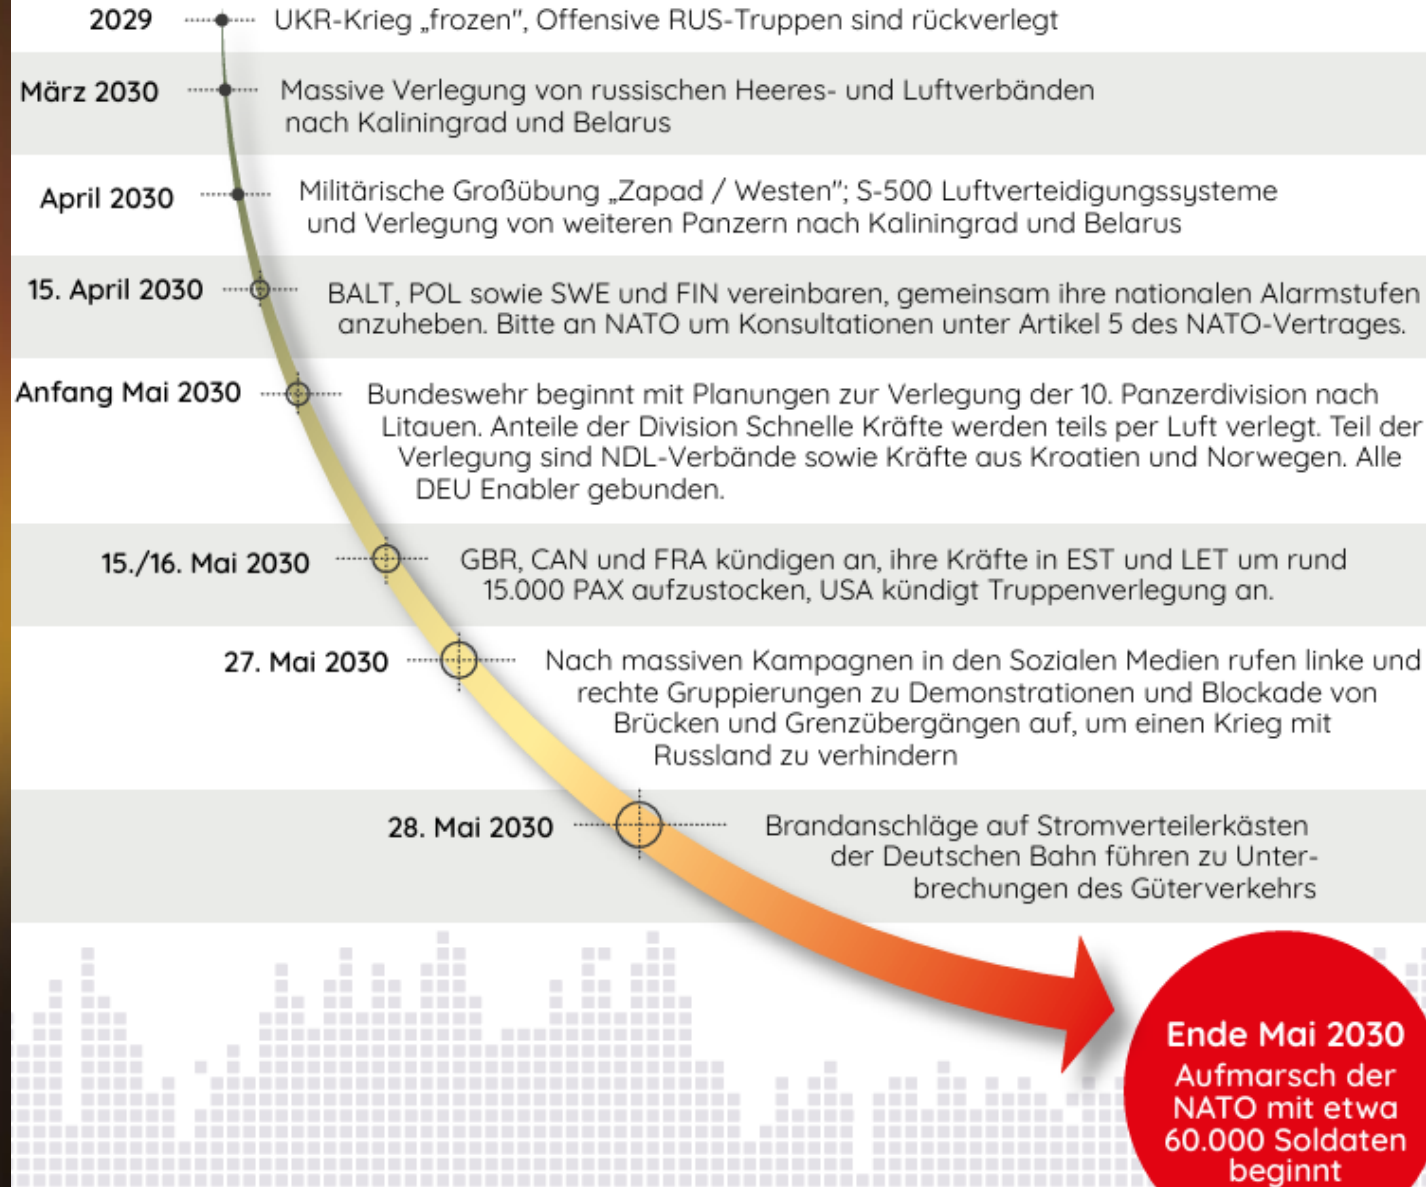 2029
UKR-Krieg „frozen", Offensive RUS-Truppen sind rückverlegt
März 2030
Massive Verlegung von russischen Heeres- und Luftverbänden
nach Kaliningrad und Belarus
April 2030
Militärische Großübung „Zapad / Westen"; S-500 Luftverteidigungssysteme
und Verlegung von weiteren Panzern nach Kaliningrad und Belarus
15. April 2030
BALT, POL sowie SWE und FIN vereinbaren, gemeinsam ihre nationalen Alarmstufen
anzuheben. Bitte an NATO um Konsultationen unter Artikel 5 des NATO-Vertrages.
Anfang Mai 2030
Bundeswehr beginnt mit Planungen zur Verlegung der 10. Panzerdivision nach
Litauen. Anteile der Division Schnelle Kräfte werden teils per Luft verlegt. Teil der
Verlegung sind NDL-Verbände sowie Kräfte aus Kroatien und Norwegen. Alle
DEU Enabler gebunden.
15./16. Mai 2030
GBR, CAN und FRA kündigen an, ihre Kräfte in EST und LET um rund
15.000 PAX aufzustocken, USA kündigt Truppenverlegung an.
27. Mai 2030
Nach massiven Kampagnen in den Sozialen Medien rufen linke und
rechte Gruppierungen zu Demonstrationen und Blockade von
Brücken und Grenzübergängen auf, um einen Krieg mit
Russland zu verhindern
28. Mai 2030
Brandanschläge auf Stromverteilerkästen
der Deutschen Bahn führen zu Unter-
brechungen des Güterverkehrs
Ende Mai 2030
Aufmarsch der
NATO mit etwa
60.000 Soldaten
beginnt